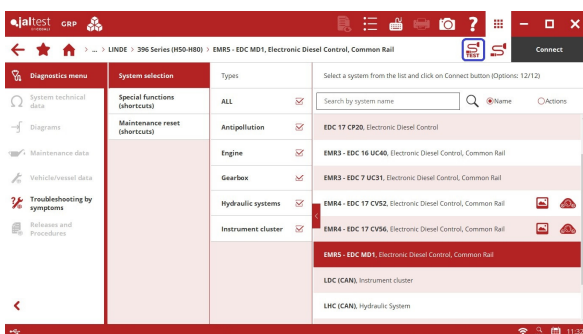 jaltest GRP
BY COJALI
TEST
> ... > LINDE > 396 Series (H50-H80) > EMR5 - EDC MD1, Electronic Diesel Control, Common Rail
Connect
Diagnostics menu
System technical
data
Diagrams
Maintenance data
Vehicle/vessel data
Troubleshooting by
symptoms
Releases and
Procedures
System selection
Special functions
(shortcuts)
Maintenance reset
(shortcuts)
Types
ALL
Antipollution
Engine
Gearbox
Hydraulic systems
Instrument cluster
Select a system from the list and click on Connect button (Options: 12/12)
Search by system name
Name
Actions
EDC 17 CP20, Electronic Diesel Control
EMR3 - EDC 16 UC40, Electronic Diesel Control, Common Rail
EMR3 - EDC 7 UC31, Electronic Diesel Control, Common Rail
EMR4 - EDC 17 CV52, Electronic Diesel Control, Common Rail
EMR4 - EDC 17 CV56, Electronic Diesel Control, Common Rail
EMR5 - EDC MD1, Electronic Diesel Control, Common Rail
LDC (CAN), Instrument cluster
LHC (CAN), Hydraulic System